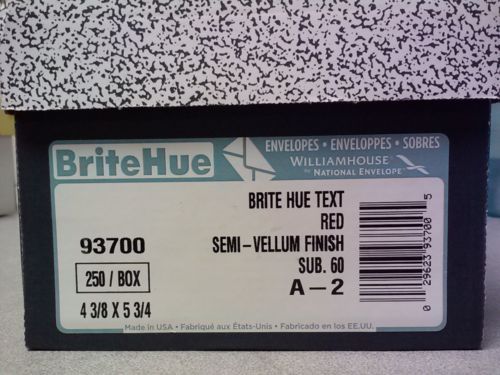 BriteHue
ENVELOPES • ENVELOPPES • SOBRES
WILLIAMHOUSE
BY NATIONAL ENVELOPE
BRITE HUE TEXT
RED
93700
SEMI-VELLUM FINISH
250 / BOX
SUB. 60
A-2
4 3/8 X 5 3/4
0 29623 93700 5
Made in USA • Fabriqué aux États-Unis • Fabricado en los EE.UU.